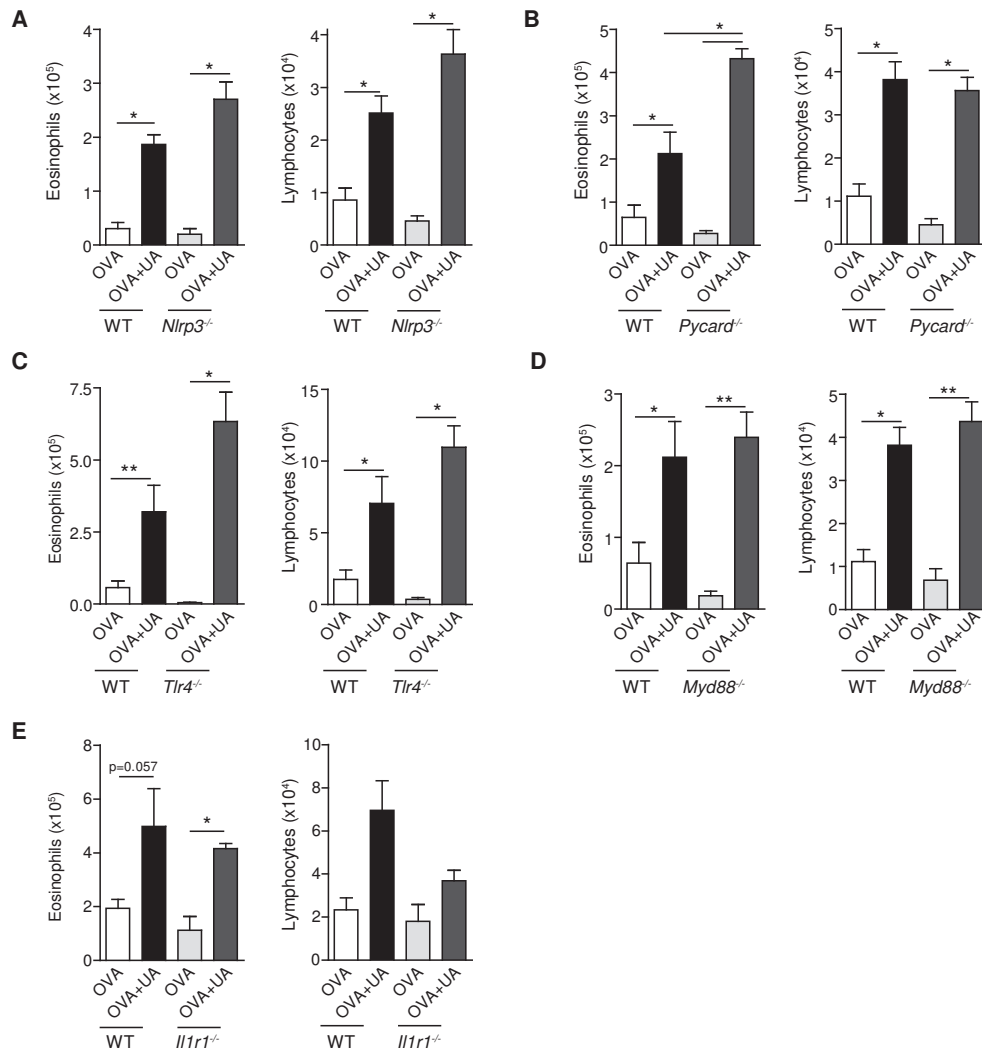 A
Eosinophils (x10⁵)
4
3
2
1
0
*
*
OVA
OVA+UA
OVA
OVA+UA
WT
Nlrp3-/-
Lymphocytes (x10⁴)
4
3
2
1
0
*
*
OVA
OVA+UA
OVA
OVA+UA
WT
Nlrp3-/-
B
Eosinophils (x10⁵)
5
4
3
2
1
0
*
*
OVA
OVA+UA
OVA
OVA+UA
WT
Pycard-/-
Lymphocytes (x10⁴)
5
4
3
2
1
0
*
*
OVA
OVA+UA
OVA
OVA+UA
WT
Pycard-/-
C
Eosinophils (x10⁵)
7.5
5.0
2.5
0.0
**
*
OVA
OVA+UA
OVA
OVA+UA
WT
Tlr4-/-
Lymphocytes (x10⁴)
15
10
5
0
*
*
OVA
OVA+UA
OVA
OVA+UA
WT
Tlr4-/-
D
Eosinophils (x10⁵)
3
2
1
0
*
**
OVA
OVA+UA
OVA
OVA+UA
WT
Myd88-/-
Lymphocytes (x10⁴)
5
4
3
2
1
0
*
**
OVA
OVA+UA
OVA
OVA+UA
WT
Myd88-/-
E
Eosinophils (x10⁵)
8
6
4
2
0
p=0.057
*
OVA
OVA+UA
OVA
OVA+UA
WT
Il1r1-/-
Lymphocytes (x10⁴)
10
8
6
4
2
0
OVA
OVA+UA
OVA
OVA+UA
WT
Il1r1-/-